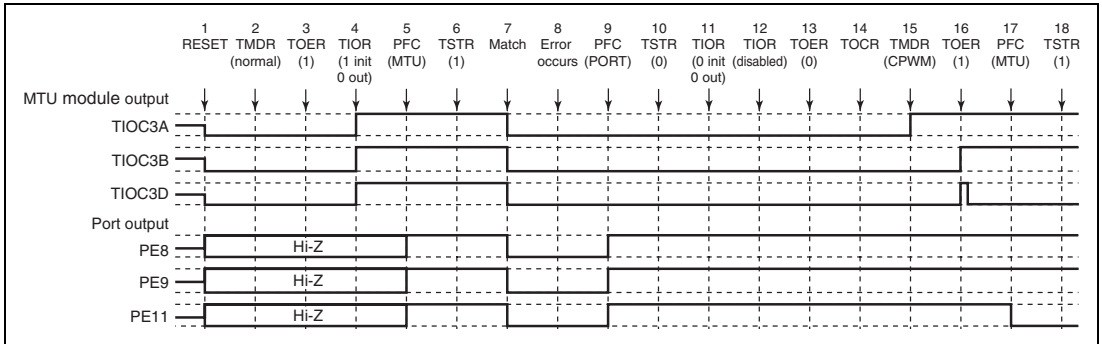 1 2 3 4 5 6 7 8 9 10 11 12 13 14 15 16 17 18
RESET TMDR TOER TIOR PFC TSTR Match Error PFC TSTR TIOR TIOR TOER TOCR TMDR TOER PFC TSTR
(normal) (1) (1 init (MTU) (1) occurs (PORT) (0) (0 init (disabled) (0) (CPWM) (1) (MTU) (1)
0 out) 0 out)
MTU module output
TIOC3A
TIOC3B
TIOC3D
Port output
PE8 Hi-Z
PE9 Hi-Z
PE11 Hi-Z